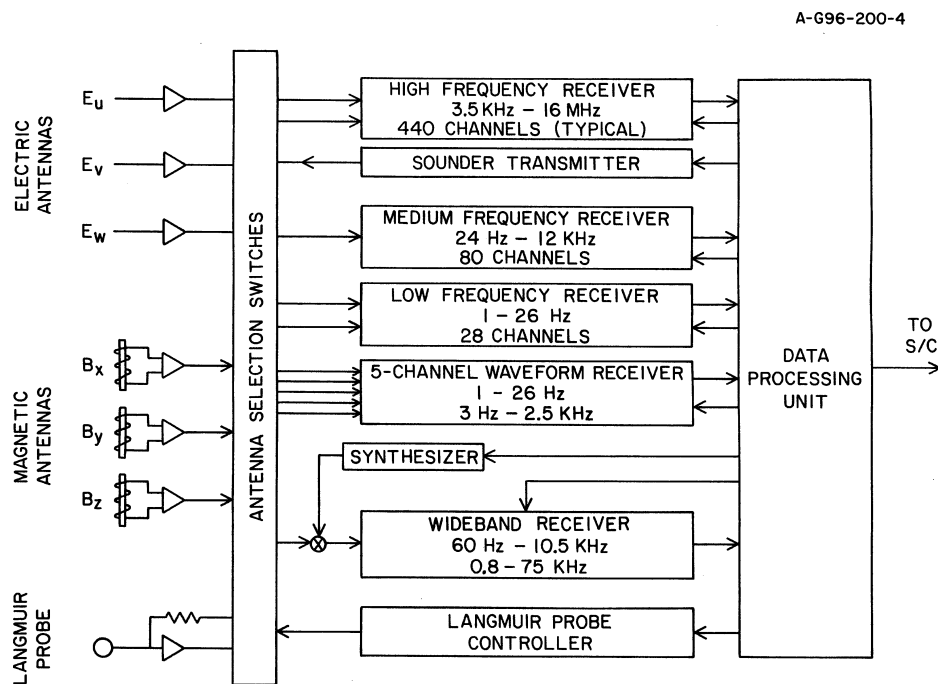 A-G96-200-4
ELECTRIC
ANTENNAS
Eu
Ev
Ew
MAGNETIC
ANTENNAS
Bx
By
Bz
LANGMUIR
PROBE
ANTENNA SELECTION SWITCHES
HIGH FREQUENCY RECEIVER
3.5 KHz – 16 MHz
440 CHANNELS (TYPICAL)
SOUNDER TRANSMITTER
MEDIUM FREQUENCY RECEIVER
24 Hz – 12 KHz
80 CHANNELS
LOW FREQUENCY RECEIVER
1 – 26 Hz
28 CHANNELS
5-CHANNEL WAVEFORM RECEIVER
1 – 26 Hz
3 Hz – 2.5 KHz
SYNTHESIZER
WIDEBAND RECEIVER
60 Hz – 10.5 KHz
0.8 – 75 KHz
LANGMUIR PROBE
CONTROLLER
DATA
PROCESSING
UNIT
TO
S/C